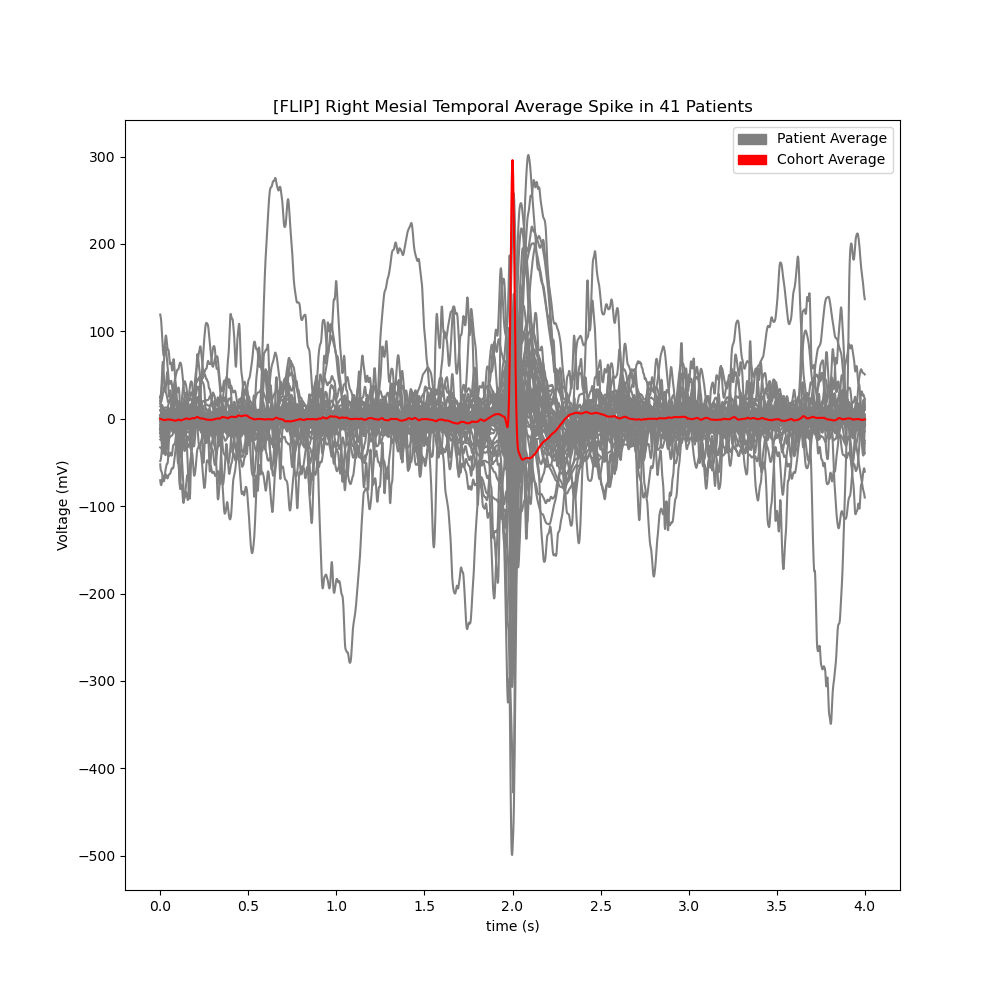 [FLIP] Right Mesial Temporal Average Spike in 41 Patients
Patient Average
Cohort Average
300
200
100
0
−100
−200
−300
−400
−500
Voltage (mV)
0.0 0.5 1.0 1.5 2.0 2.5 3.0 3.5 4.0
time (s)